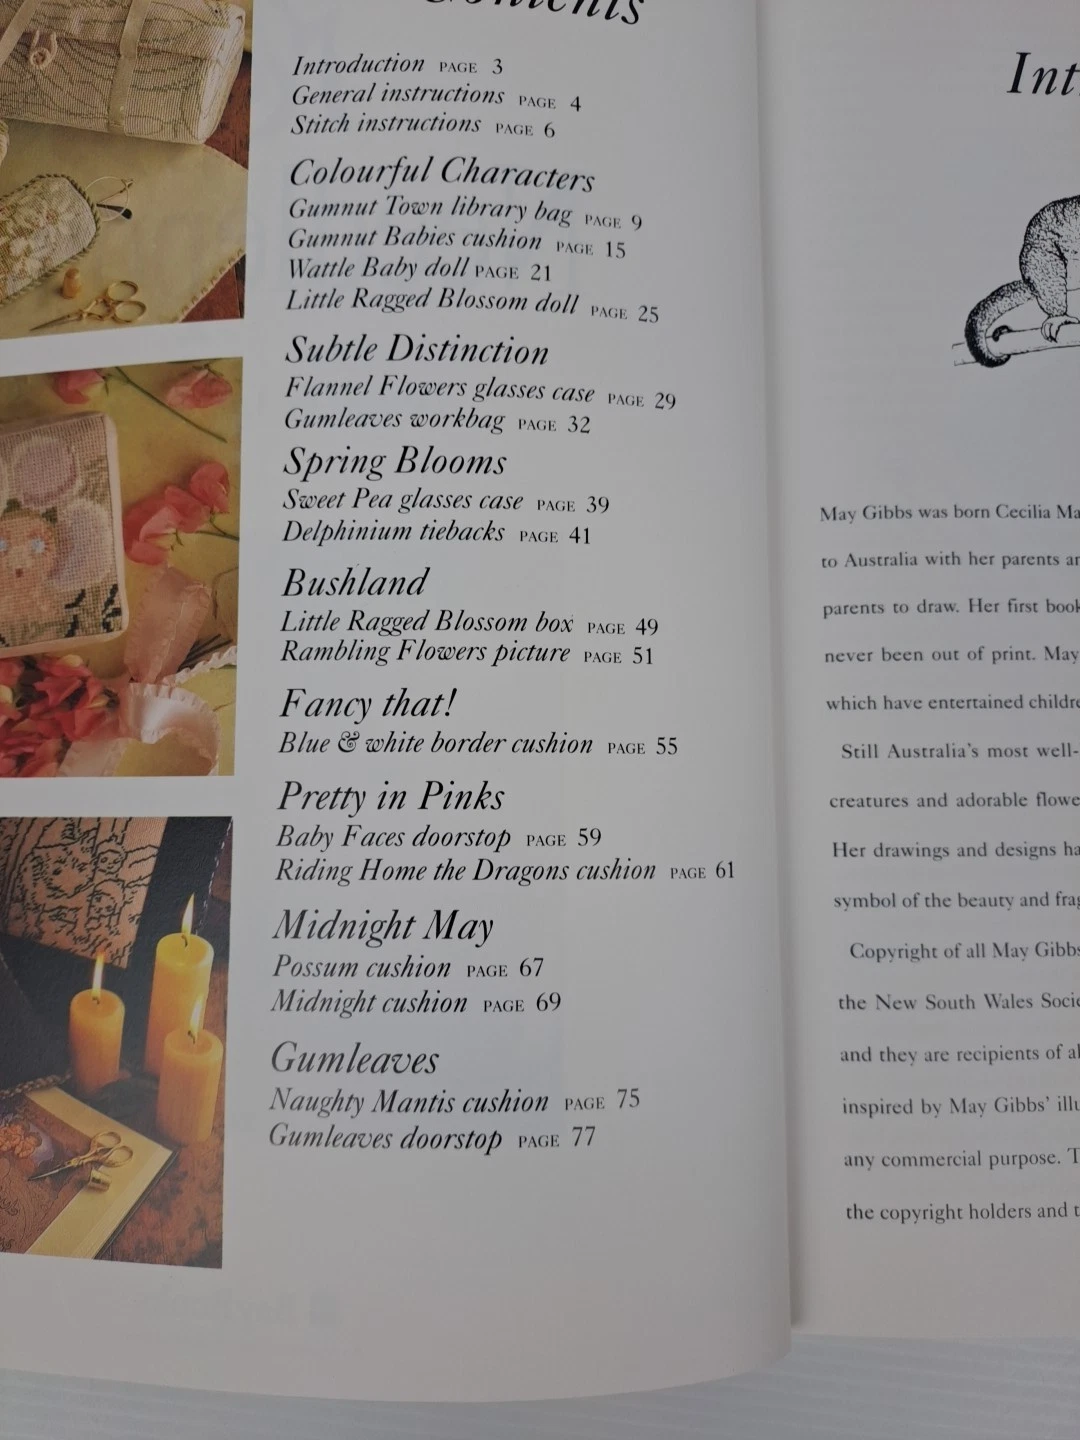 Contents
Introduction PAGE 3
General instructions PAGE 4
Stitch instructions PAGE 6
Colourful Characters
Gumnut Town library bag PAGE 9
Gumnut Babies cushion PAGE 15
Wattle Baby doll PAGE 21
Little Ragged Blossom doll PAGE 25
Subtle Distinction
Flannel Flowers glasses case PAGE 29
Gumleaves workbag PAGE 32
Spring Blooms
Sweet Pea glasses case PAGE 39
Delphinium tiebacks PAGE 41
Bushland
Little Ragged Blossom box PAGE 49
Rambling Flowers picture PAGE 51
Fancy that!
Blue & white border cushion PAGE 55
Pretty in Pinks
Baby Faces doorstop PAGE 59
Riding Home the Dragons cushion PAGE 61
Midnight May
Possum cushion PAGE 67
Midnight cushion PAGE 69
Gumleaves
Naughty Mantis cushion PAGE 75
Gumleaves doorstop PAGE 77
Int
May Gibbs was born Cecilia Ma
to Australia with her parents
parents to draw. Her first book
never been out of print. May
which have entertained childre
Still Australia's most well-
creatures and adorable flowe
Her drawings and designs ha
symbol of the beauty and frag
Copyright of all May Gibbs
the New South Wales Socie
and they are recipients of al
inspired by May Gibbs' illu
any commercial purpose. T
the copyright holders and t